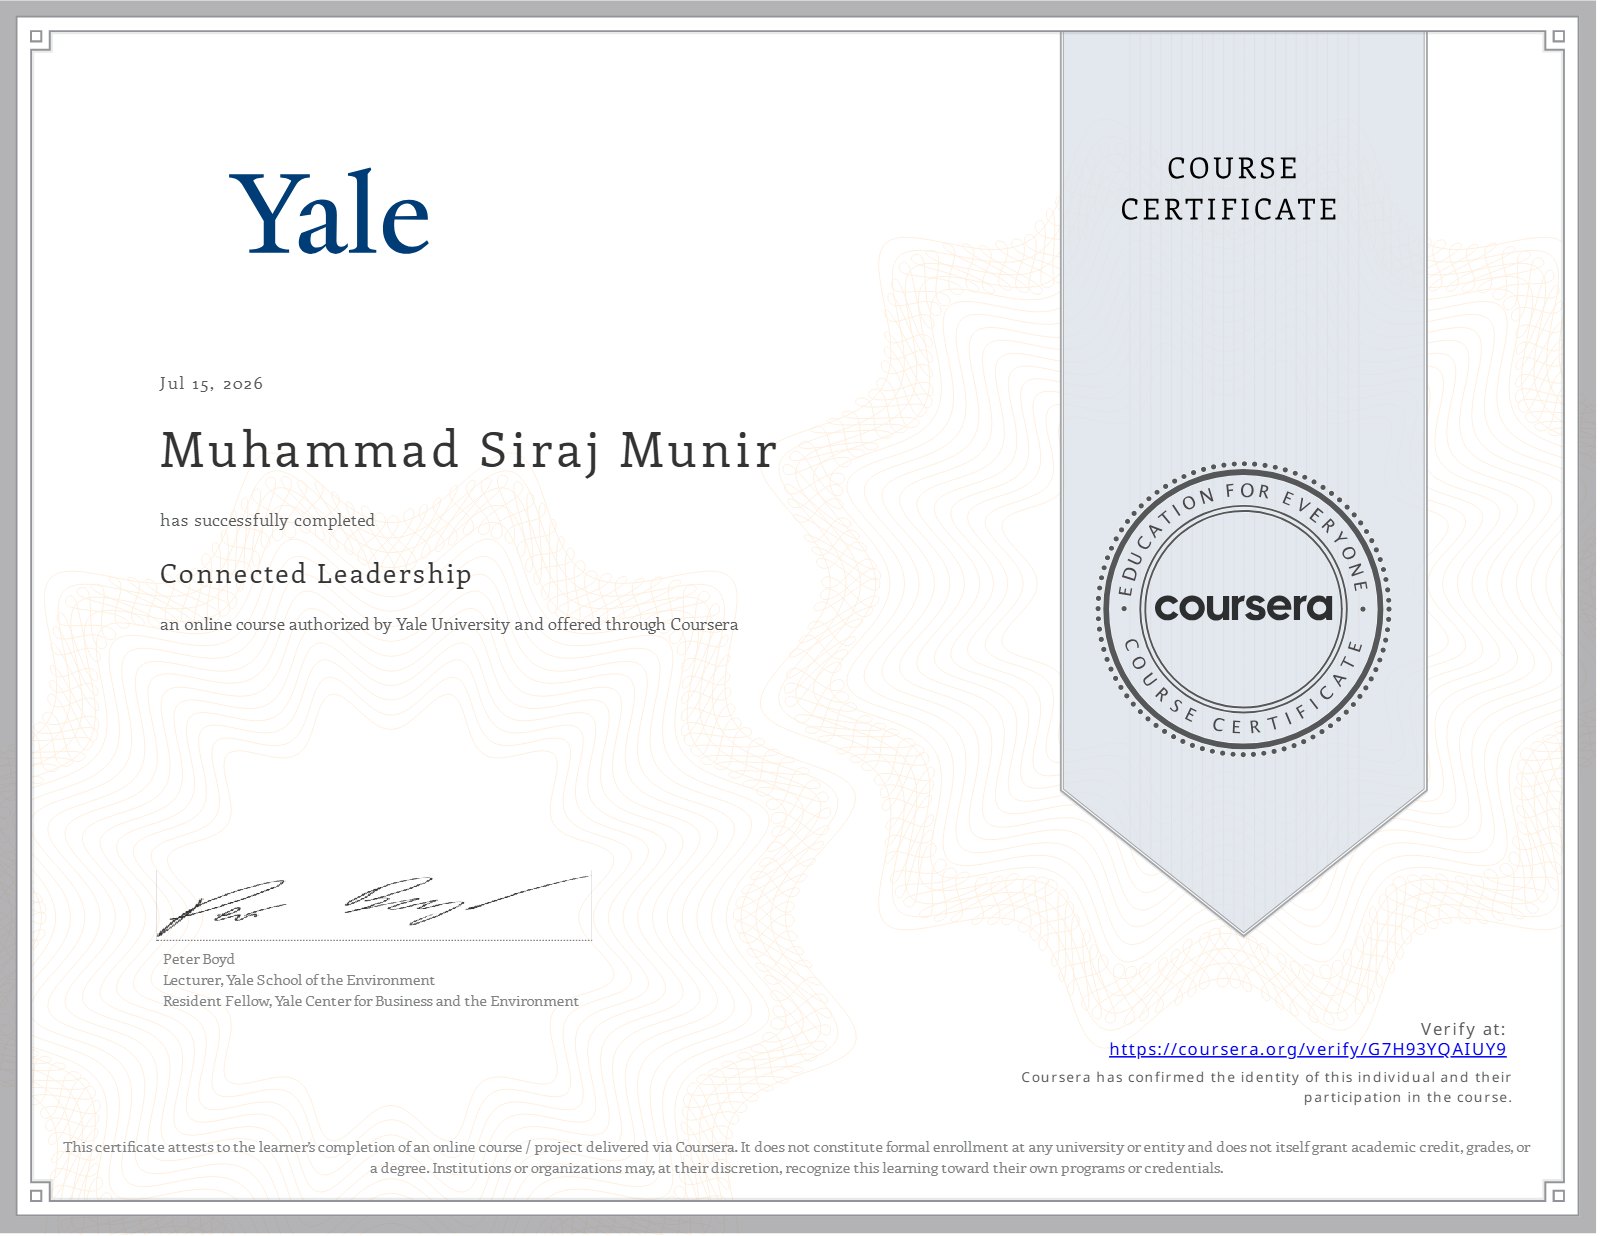 Yale
COURSE
CERTIFICATE
Jul 15, 2026
Muhammad Siraj Munir
has successfully completed
Connected Leadership
an online course authorized by Yale University and offered through Coursera
EDUCATION FOR EVERYONE
coursera
COURSE CERTIFICATE
Peter Boyd
Lecturer, Yale School of the Environment
Resident Fellow, Yale Center for Business and the Environment
Verify at:
https://coursera.org/verify/G7H93YQAIUY9
Coursera has confirmed the identity of this individual and their
participation in the course.
This certificate attests to the learner's completion of an online course / project delivered via Coursera. It does not constitute formal enrollment at any university or entity and does not itself grant academic credit, grades, or
a degree. Institutions or organizations may, at their discretion, recognize this learning toward their own programs or credentials.